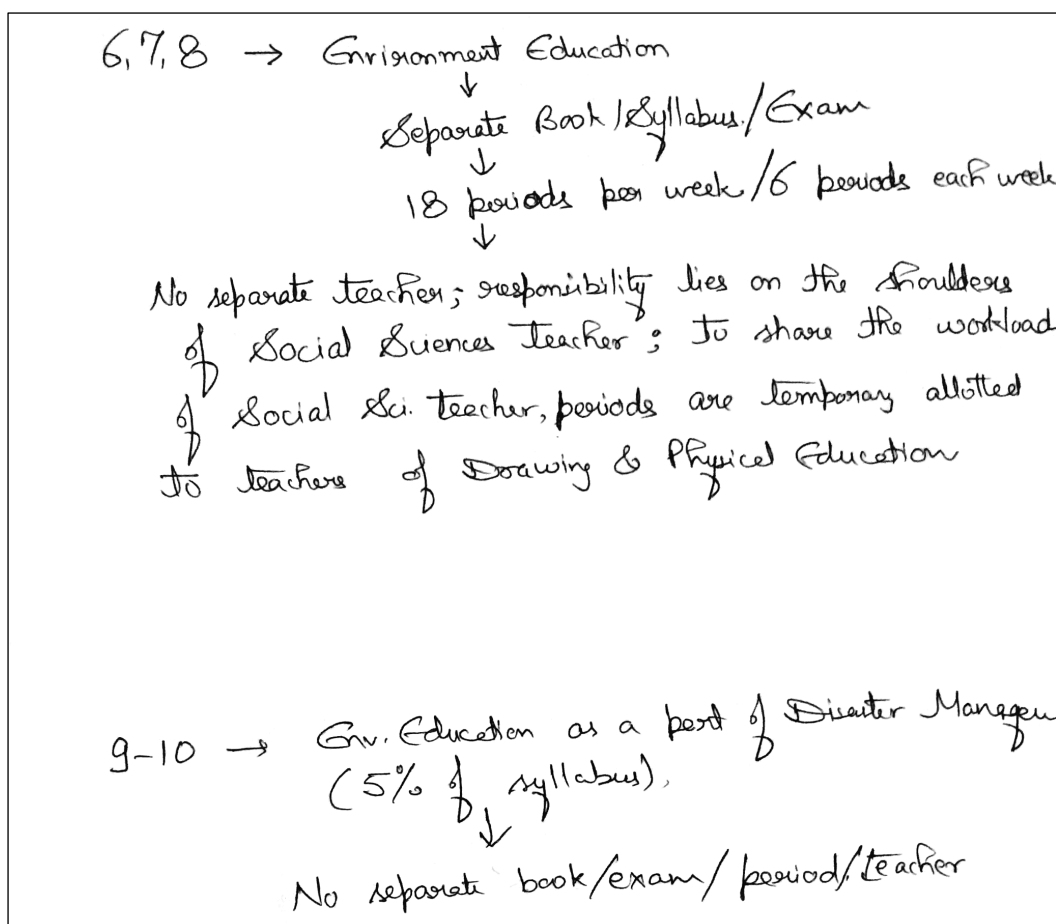 6, 7, 8 → Environment Education
↓
Separate Book/Syllabus/Exam
↓
18 periods per week/6 periods each week
↓
No separate teacher; responsibility lies on the shoulders
of Social Sciences Teacher; to share the workload
of Social Sci. teacher, periods are temporary allotted
to teachers of Drawing & Physical Education
9-10 → Env. Education as a part of Disaster Managem
(5% of syllabus).
↓
No separate book/exam/period/teacher